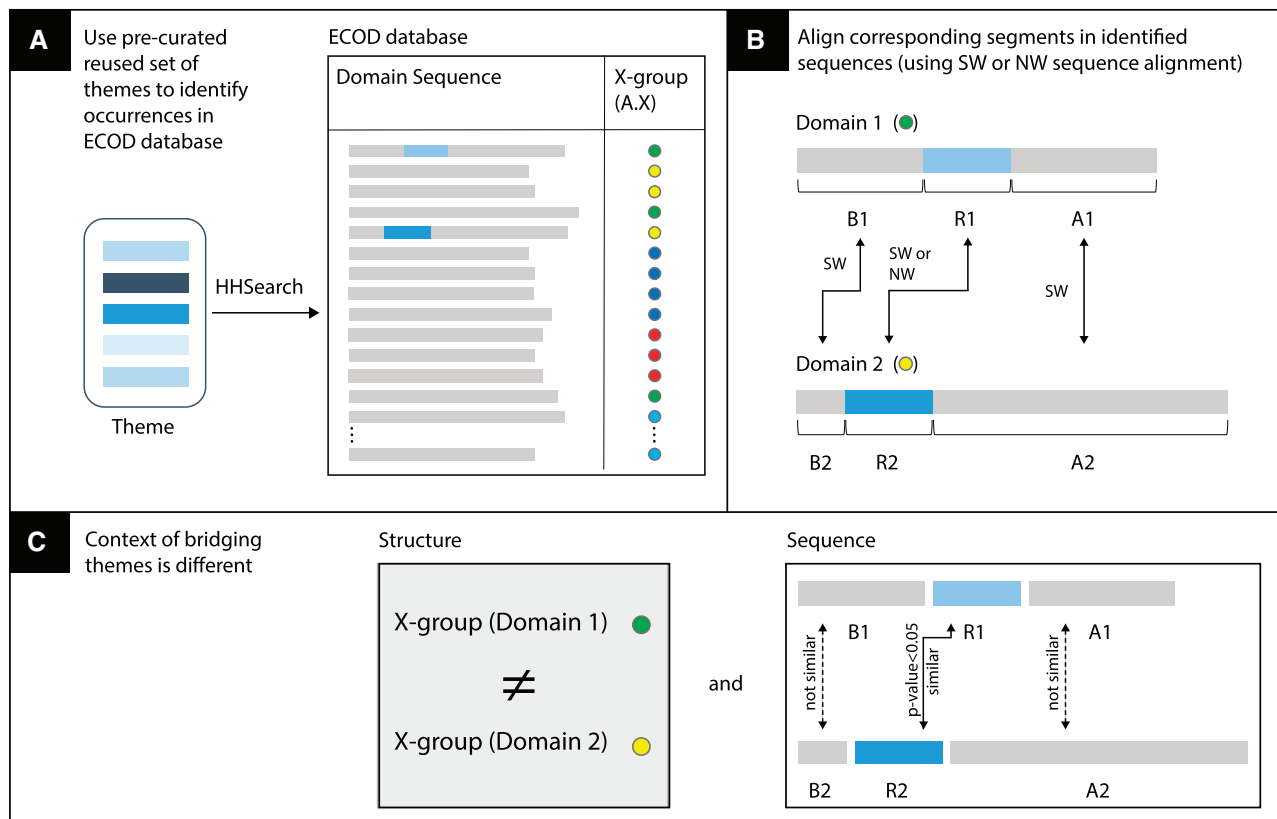 A
Use pre-curated
reused set of
themes to identify
occurrences in
ECOD database
Theme
HHSearch
ECOD database
Domain Sequence
X-group
(A.X)
B
Align corresponding segments in identified
sequences (using SW or NW sequence alignment)
Domain 1 ( )
B1
R1
A1
SW
SW or
NW
SW
Domain 2 ( )
B2
R2
A2
C
Context of bridging
themes is different
Structure
X-group (Domain 1)
≠
X-group (Domain 2)
and
Sequence
B1
R1
A1
not similar
p-value<0.05
similar
not similar
B2
R2
A2